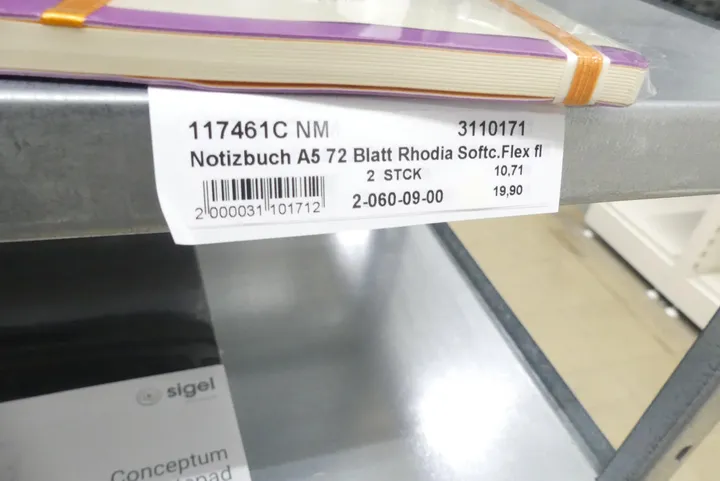 117461C NM 3110171
Notizbuch A5 72 Blatt Rhodia Softc.Flex fl
2 STCK 10,71
2 000031 101712 2-060-09-00 19,90
sigel
Conceptum